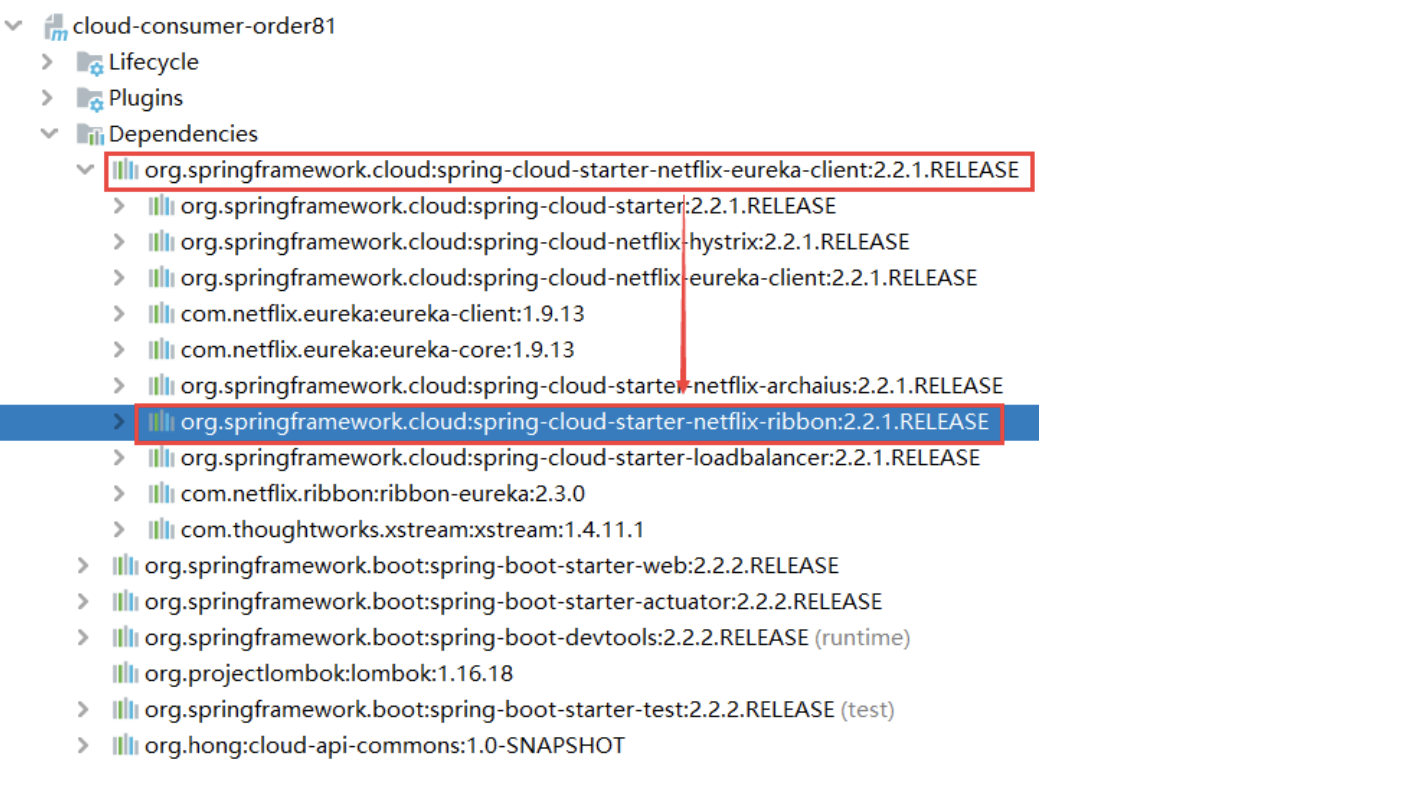 cloud-consumer-order81
Lifecycle
Plugins
Dependencies
org.springframework.cloud:spring-cloud-starter-netflix-eureka-client:2.2.1.RELEASE
org.springframework.cloud:spring-cloud-starter:2.2.1.RELEASE
org.springframework.cloud:spring-cloud-netflix-hystrix:2.2.1.RELEASE
org.springframework.cloud:spring-cloud-netflix-eureka-client:2.2.1.RELEASE
com.netflix.eureka:eureka-client:1.9.13
com.netflix.eureka:eureka-core:1.9.13
org.springframework.cloud:spring-cloud-starter-netflix-archaius:2.2.1.RELEASE
org.springframework.cloud:spring-cloud-starter-netflix-ribbon:2.2.1.RELEASE
org.springframework.cloud:spring-cloud-starter-loadbalancer:2.2.1.RELEASE
com.netflix.ribbon:ribbon-eureka:2.3.0
com.thoughtworks.xstream:xstream:1.4.11.1
org.springframework.boot:spring-boot-starter-web:2.2.2.RELEASE
org.springframework.boot:spring-boot-starter-actuator:2.2.2.RELEASE
org.springframework.boot:spring-boot-devtools:2.2.2.RELEASE (runtime)
org.projectlombok:lombok:1.16.18
org.springframework.boot:spring-boot-starter-test:2.2.2.RELEASE (test)
org.hong:cloud-api-commons:1.0-SNAPSHOT